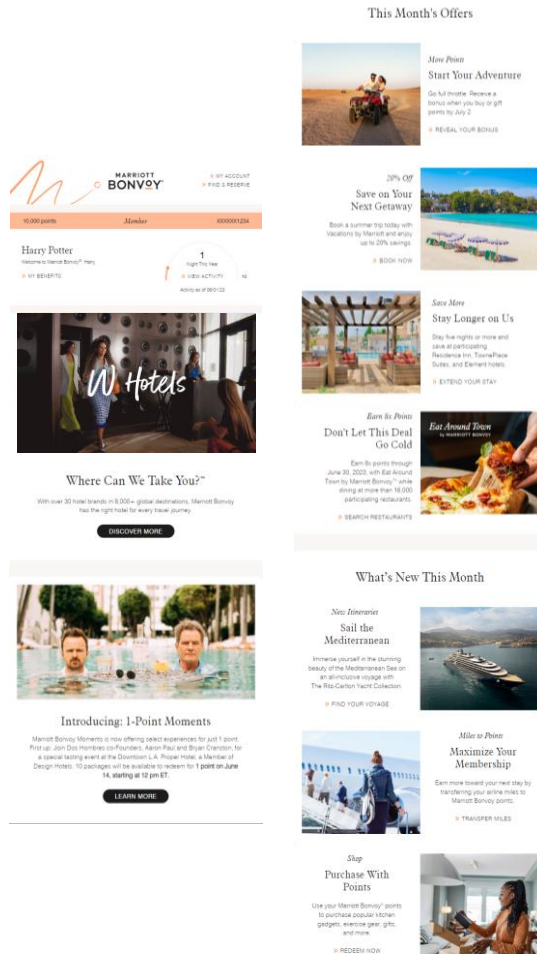 MARRIOTT
BONVOY
MY ACCOUNT
FIND & RESERVE
10,000 points
Member
XXXXXX1234
Harry Potter
Welcome to Marriott Bonvoy®, Harry.
MY BENEFITS
1
Night This Year
VIEW ACTIVITY
10
Activity as of 06/01/23
W Hotels
Where Can We Take You?™
With over 30 hotel brands in 8,000+ global destinations, Marriott Bonvoy
has the right hotel for every travel journey.
DISCOVER MORE
Introducing: 1-Point Moments
Marriott Bonvoy Moments is now offering select experiences for just 1 point.
First up: Join Dos Hombres co-Founders, Aaron Paul and Bryan Cranston, for
a special tasting event at the Downtown L.A. Proper Hotel, a Member of
Design Hotels. 10 packages will be available to redeem for 1 point on June
14, starting at 12 pm ET.
LEARN MORE
This Month's Offers
More Points
Start Your Adventure
Go full throttle. Receive a
bonus when you buy or gift
points by July 2.
REVEAL YOUR BONUS
20% Off
Save on Your
Next Getaway
Book a summer trip today with
Vacations by Marriott and enjoy
up to 20% savings.
BOOK NOW
Save More
Stay Longer on Us
Stay five nights or more and
save at participating
Residence Inn, TownePlace
Suites, and Element hotels.
EXTEND YOUR STAY
Earn 8x Points
Don't Let This Deal
Go Cold
Earn 8x points through
June 30, 2023, with Eat Around
Town by Marriott Bonvoy™ while
dining at more than 16,000
participating restaurants.
SEARCH RESTAURANTS
Eat Around Town
by MARRIOTT BONVOY
What's New This Month
New Itineraries
Sail the
Mediterranean
Immerse yourself in the stunning
beauty of the Mediterranean Sea on
an all-inclusive voyage with
The Ritz-Carlton Yacht Collection.
FIND YOUR VOYAGE
Miles to Points
Maximize Your
Membership
Earn more toward your next stay by
transferring your airline miles to
Marriott Bonvoy points.
TRANSFER MILES
Shop
Purchase With
Points
Use your Marriott Bonvoy® points
to purchase popular kitchen
gadgets, exercise gear, gifts,
and more.
REDEEM NOW